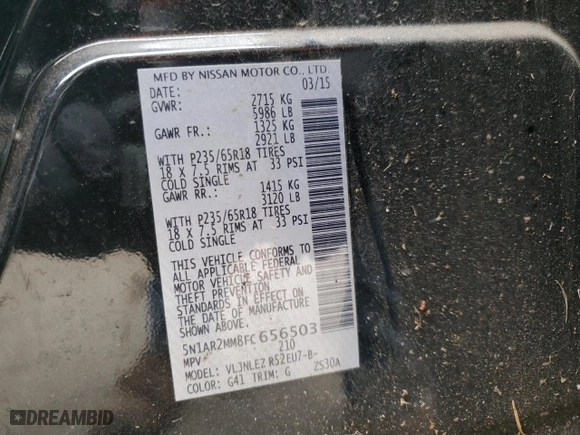 MFD BY NISSAN MOTOR CO., LTD.
DATE: 03/15
GVWR: 2715 KG
5986 LB
GAWR FR.: 1325 KG
2921 LB
WITH P235/65R18 TIRES
18 X 7.5 RIMS AT 33 PSI
COLD SINGLE
GAWR RR.: 1415 KG
3120 LB
WITH P235/65R18 TIRES
18 X 7.5 RIMS AT 33 PSI
COLD SINGLE
THIS VEHICLE CONFORMS TO
ALL APPLICABLE FEDERAL
MOTOR VEHICLE SAFETY AND
THEFT PREVENTION
STANDARDS IN EFFECT ON
THE DATE OF MANUFACTURE
SHOWN ABOVE.
5N1AR2MM8FC656503
MPV 210
MODEL: VLJNLEZ R52EU7-B-
COLOR: G41 TRIM: G ZS30A
DREAMBID